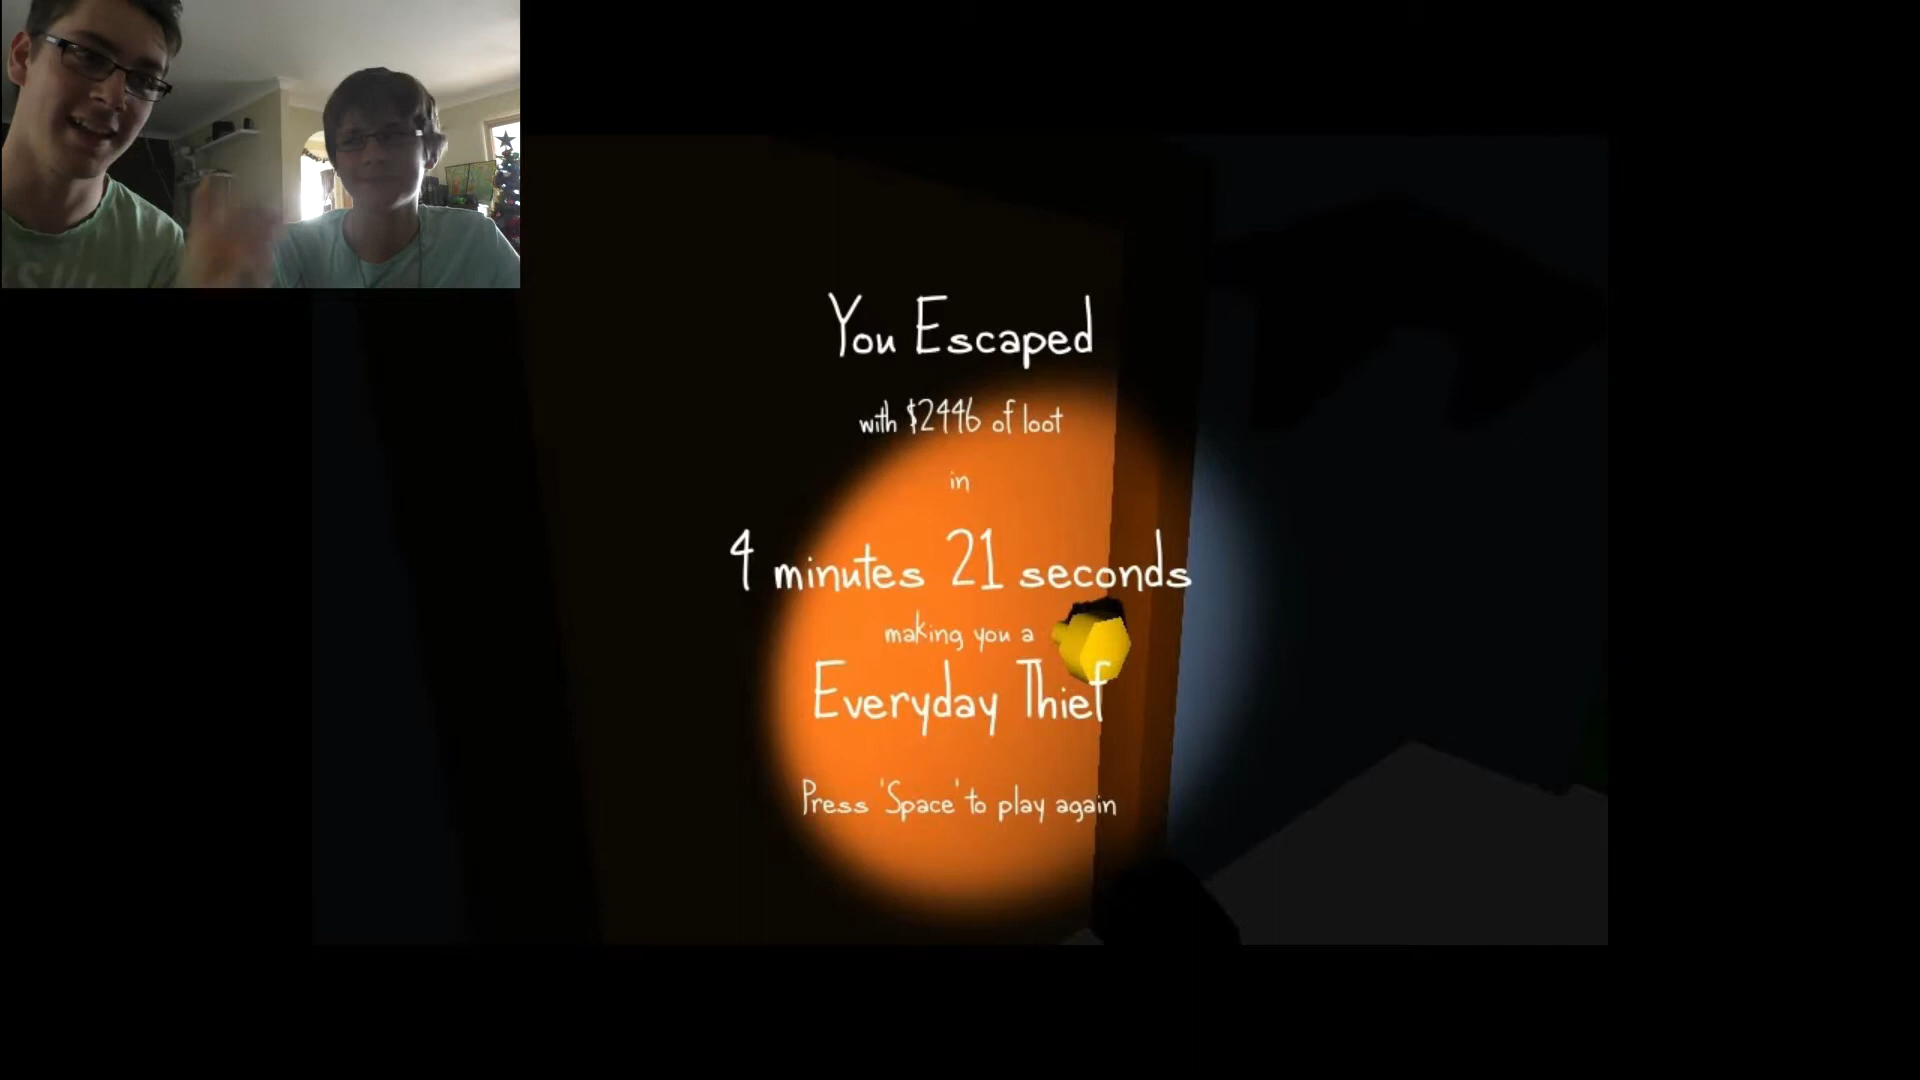 You Escaped
with $2446 of loot
in
4 minutes 21 seconds
making you a
Everyday Thief
Press 'Space' to play again